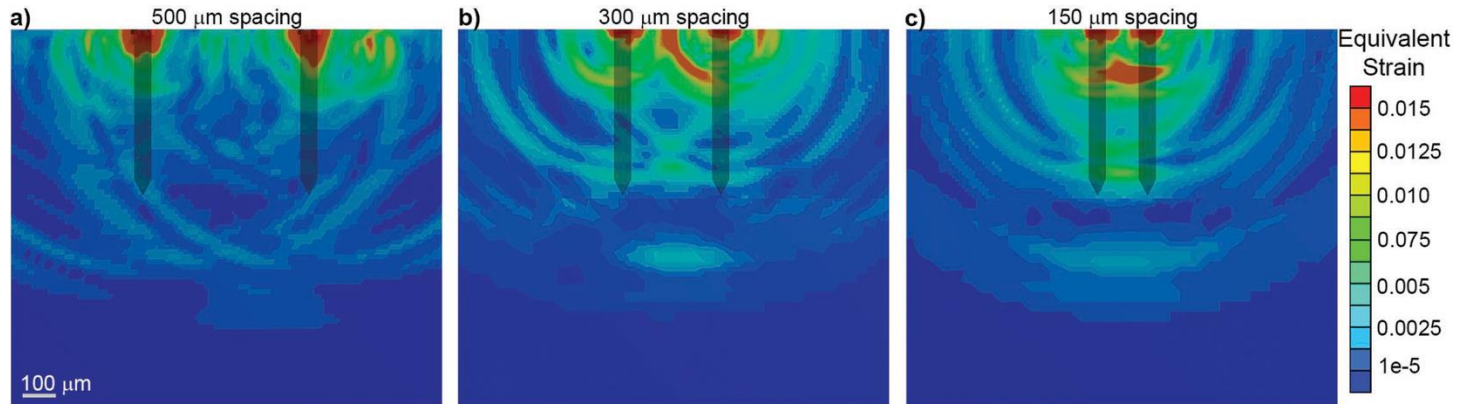 a) 500 μm spacing
b) 300 μm spacing
c) 150 μm spacing
Equivalent
Strain
0.015
0.0125
0.010
0.075
0.005
0.0025
1e-5
100 μm